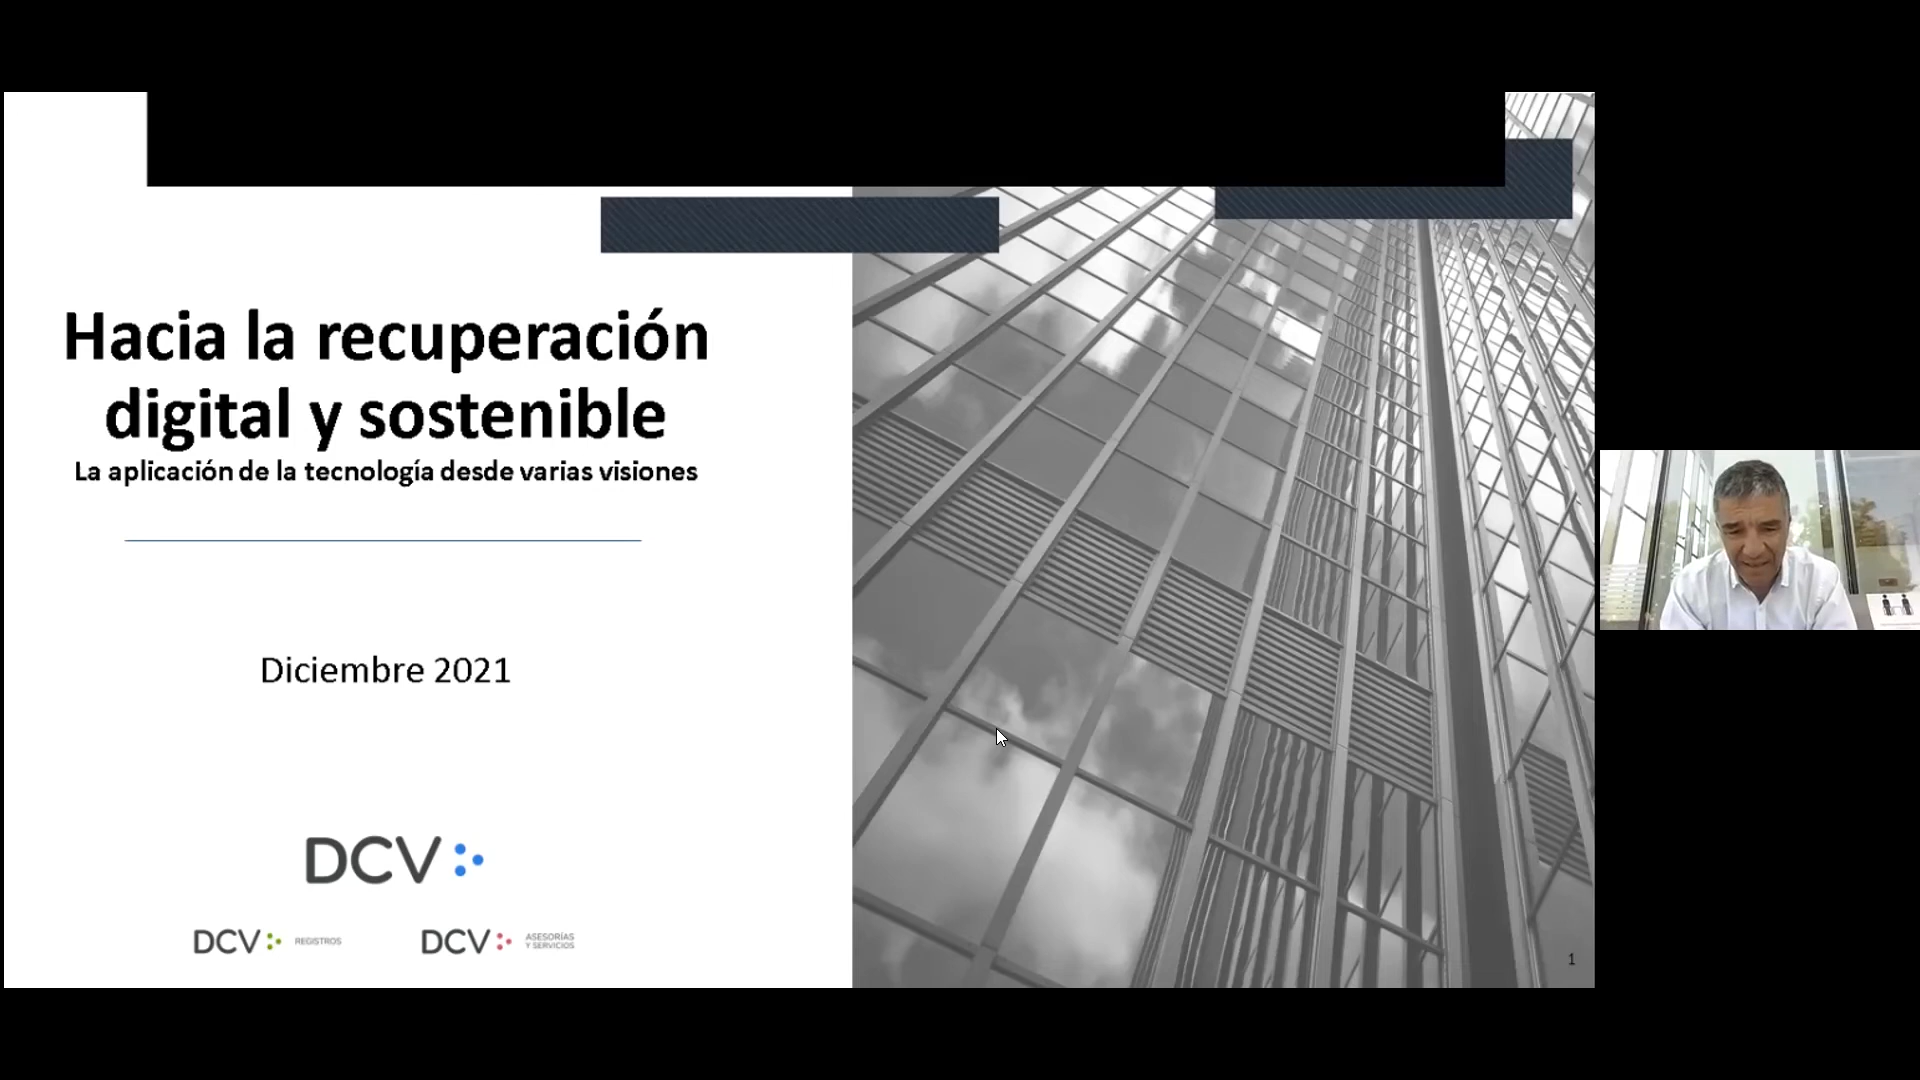 Hacia la recuperación
digital y sostenible
La aplicación de la tecnología desde varias visiones
Diciembre 2021
DCV
DCV REGISTROS
DCV ASESORÍAS
Y SERVICIOS
1